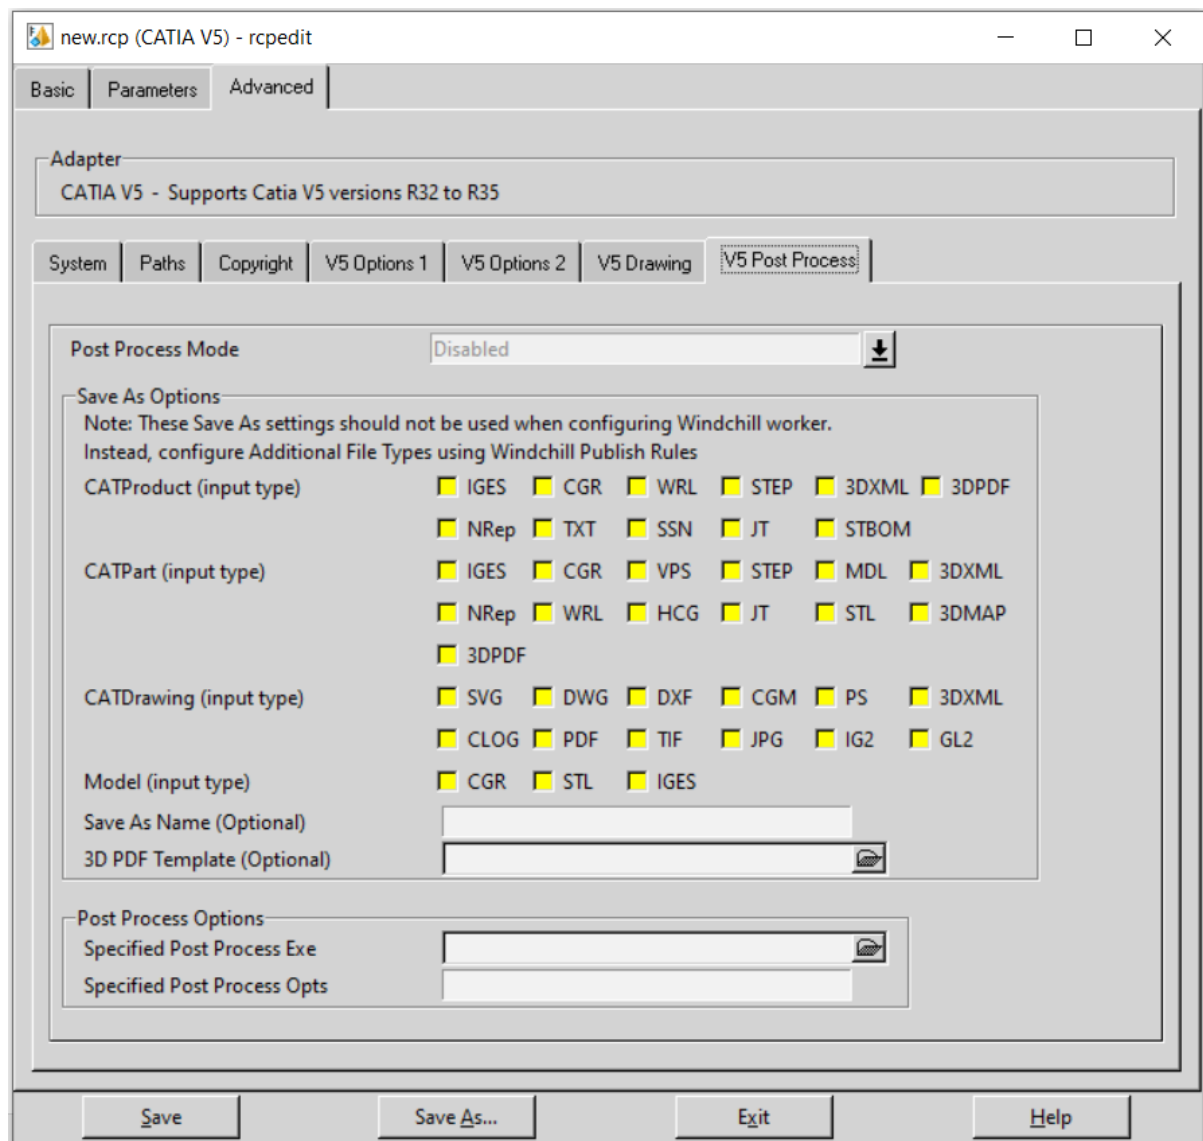 new.rcp (CATIA V5) - rcpedit
Basic Parameters Advanced
Adapter
CATIA V5 - Supports Catia V5 versions R32 to R35
System Paths Copyright V5 Options 1 V5 Options 2 V5 Drawing V5 Post Process
Post Process Mode Disabled
Save As Options
Note: These Save As settings should not be used when configuring Windchill worker.
Instead, configure Additional File Types using Windchill Publish Rules
CATProduct (input type) IGES CGR WRL STEP 3DXML 3DPDF
NRep TXT SSN JT STBOM
CATPart (input type) IGES CGR VPS STEP MDL 3DXML
NRep WRL HCG JT STL 3DMAP
3DPDF
CATDrawing (input type) SVG DWG DXF CGM PS 3DXML
CLOG PDF TIF JPG IG2 GL2
Model (input type) CGR STL IGES
Save As Name (Optional)
3D PDF Template (Optional)
Post Process Options
Specified Post Process Exe
Specified Post Process Opts
Save Save As... Exit Help